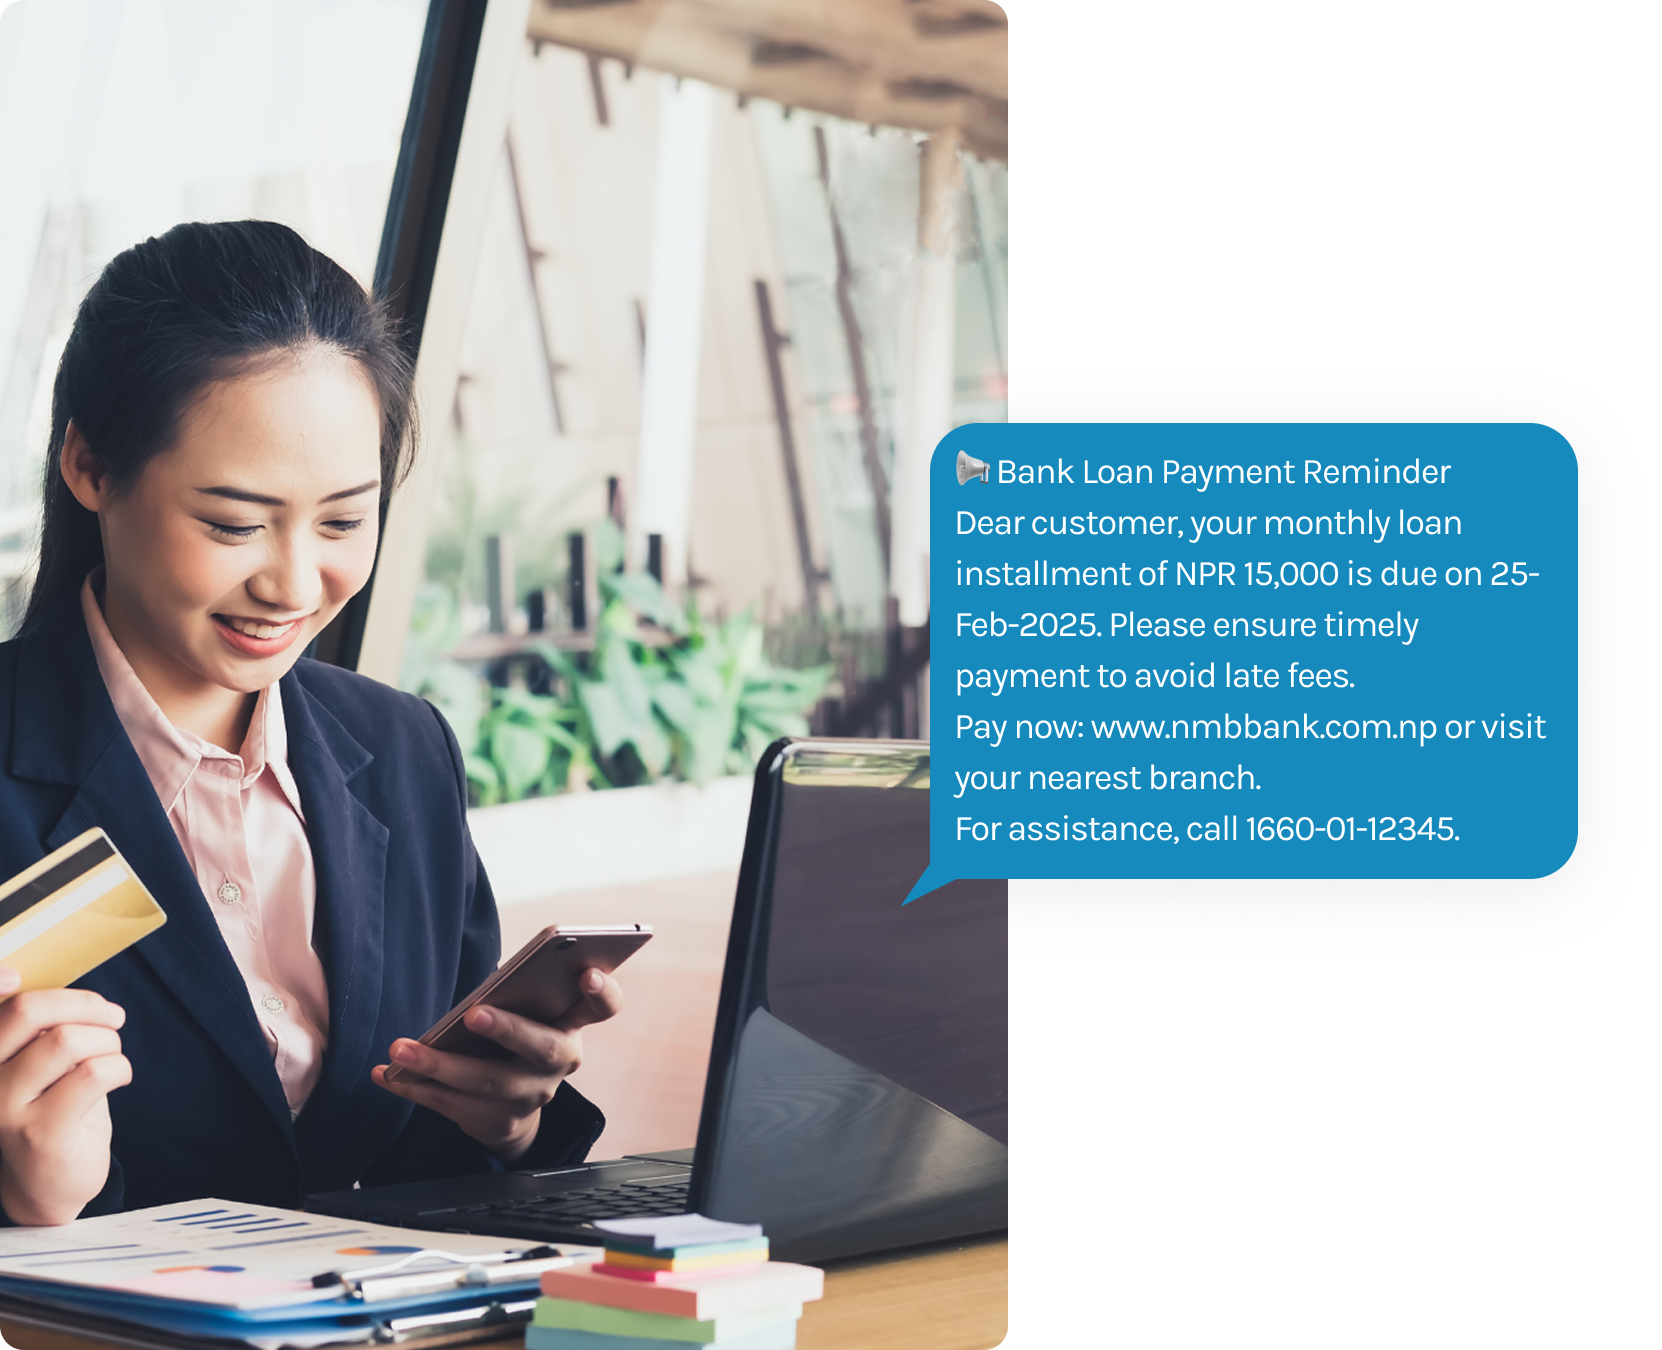 📢 Bank Loan Payment Reminder
Dear customer, your monthly loan
installment of NPR 15,000 is due on 25-
Feb-2025. Please ensure timely
payment to avoid late fees.
Pay now: www.nmbbank.com.np or visit
your nearest branch.
For assistance, call 1660-01-12345.